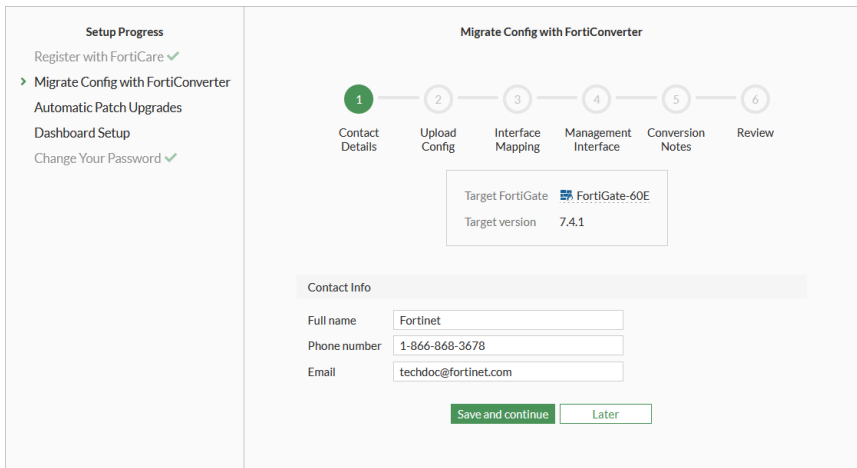 Setup Progress
Register with FortiCare
Migrate Config with FortiConverter
Automatic Patch Upgrades
Dashboard Setup
Change Your Password
Migrate Config with FortiConverter
1 2 3 4 5 6
Contact Details
Upload Config
Interface Mapping
Management Interface
Conversion Notes
Review
Target FortiGate FortiGate-60E
Target version 7.4.1
Contact Info
Full name Fortinet
Phone number 1-866-868-3678
Email techdoc@fortinet.com
Save and continue Later